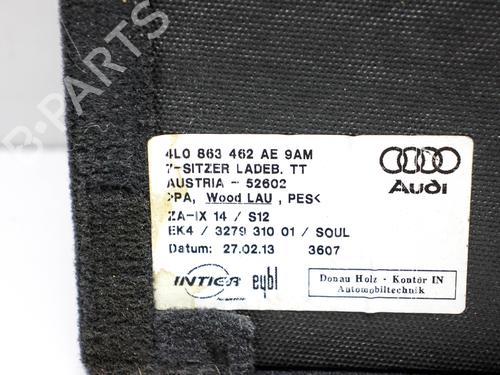 4L0 863 462 AE 9AM
7-SITZER LADEB. TT
AUSTRIA - 52602
>PA, Wood LAU , PES<
ZA-IX 14 / S12
EK4 / 3279 310 01 / SOUL
Datum: 27.02.13 3607
Audi
INTIER eybl
Donau Holz - Kontor IN
Automobiltechnik
B-PARTS